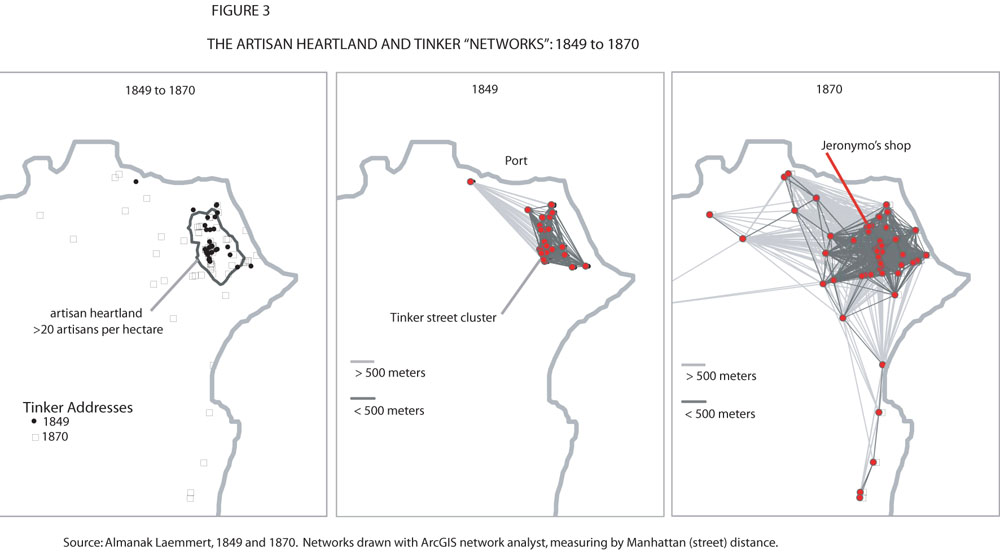 FIGURE 3
THE ARTISAN HEARTLAND AND TINKER “NETWORKS”: 1849 to 1870
1849 to 1870
artisan heartland
>20 artisans per hectare
Tinker Addresses
1849
1870
1849
Port
Tinker street cluster
> 500 meters
< 500 meters
1870
Jeronymo’s shop
> 500 meters
< 500 meters
Source: Almanak Laemmert, 1849 and 1870. Networks drawn with ArcGIS network analyst, measuring by Manhattan (street) distance.